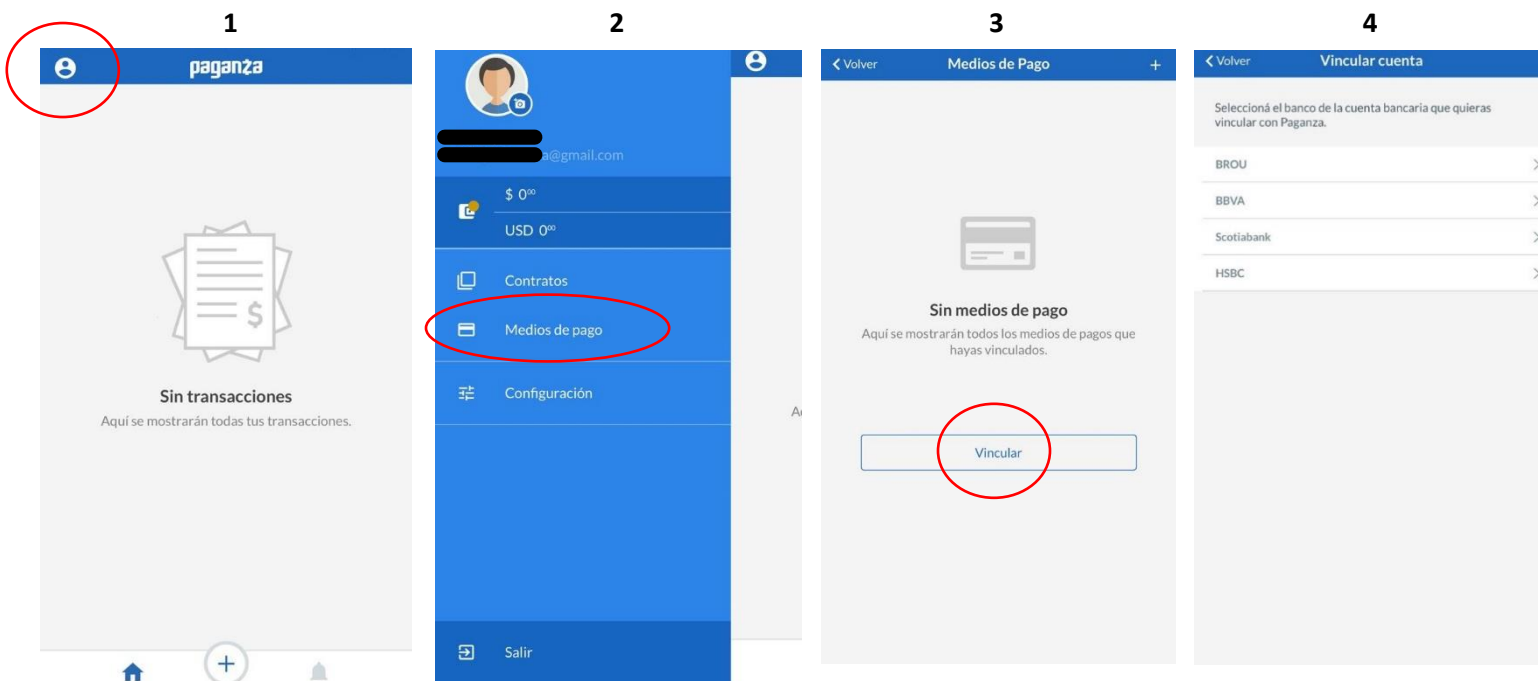 1
paganza
Sin transacciones
Aquí se mostrarán todas tus transacciones.
2
a@gmail.com
$ 0⁰⁰
USD 0⁰⁰
Contratos
Medios de pago
Configuración
Salir
3
Volver
Medios de Pago
+
Sin medios de pago
Aquí se mostrarán todos los medios de pagos que
hayas vinculados.
Vincular
4
Volver
Vincular cuenta
Seleccioná el banco de la cuenta bancaria que quieras
vincular con Paganza.
BROU
BBVA
Scotiabank
HSBC